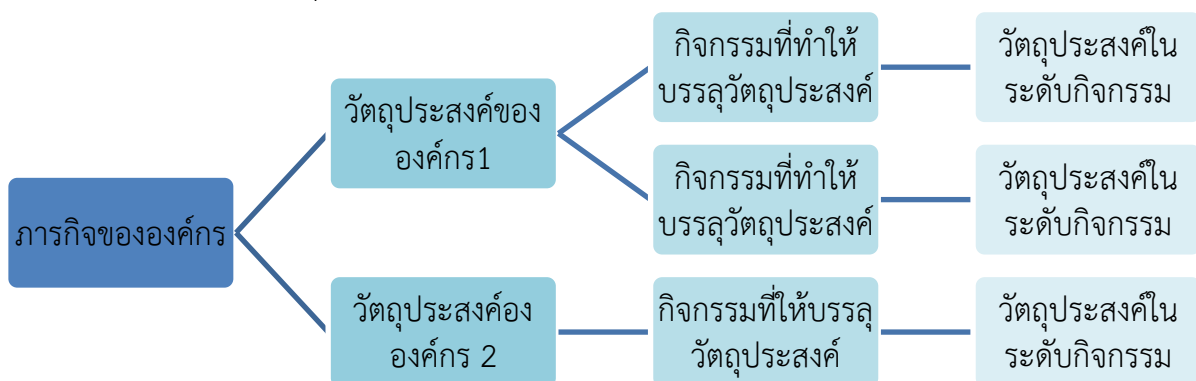 ภารกิจขององค์กร
วัตถุประสงค์ของ
องค์กร1
กิจกรรมที่ทำให้
บรรลุวัตถุประสงค์
วัตถุประสงค์ใน
ระดับกิจกรรม
กิจกรรมที่ทำให้
บรรลุวัตถุประสงค์
วัตถุประสงค์ใน
ระดับกิจกรรม
วัตถุประสงค์อง
องค์กร 2
กิจกรรมที่ให้บรรลุ
วัตถุประสงค์
วัตถุประสงค์ใน
ระดับกิจกรรม